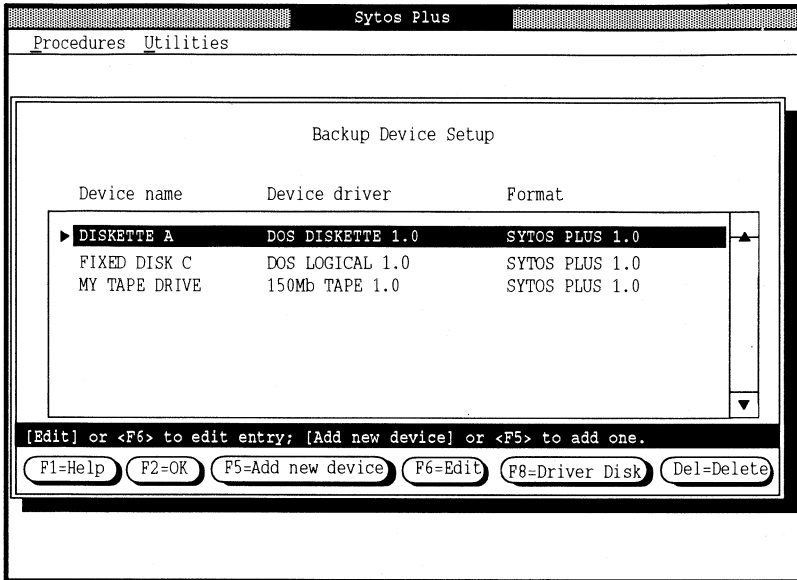 Sytos Plus
Procedures Utilities
Backup Device Setup
Device name Device driver Format
DISKETTE A DOS DISKETTE 1.0 SYTOS PLUS 1.0
FIXED DISK C DOS LOGICAL 1.0 SYTOS PLUS 1.0
MY TAPE DRIVE 150Mb TAPE 1.0 SYTOS PLUS 1.0
[Edit] or <F6> to edit entry; [Add new device] or <F5> to add one.
F1=Help F2=OK F5=Add new device F6=Edit F8=Driver Disk Del=Delete